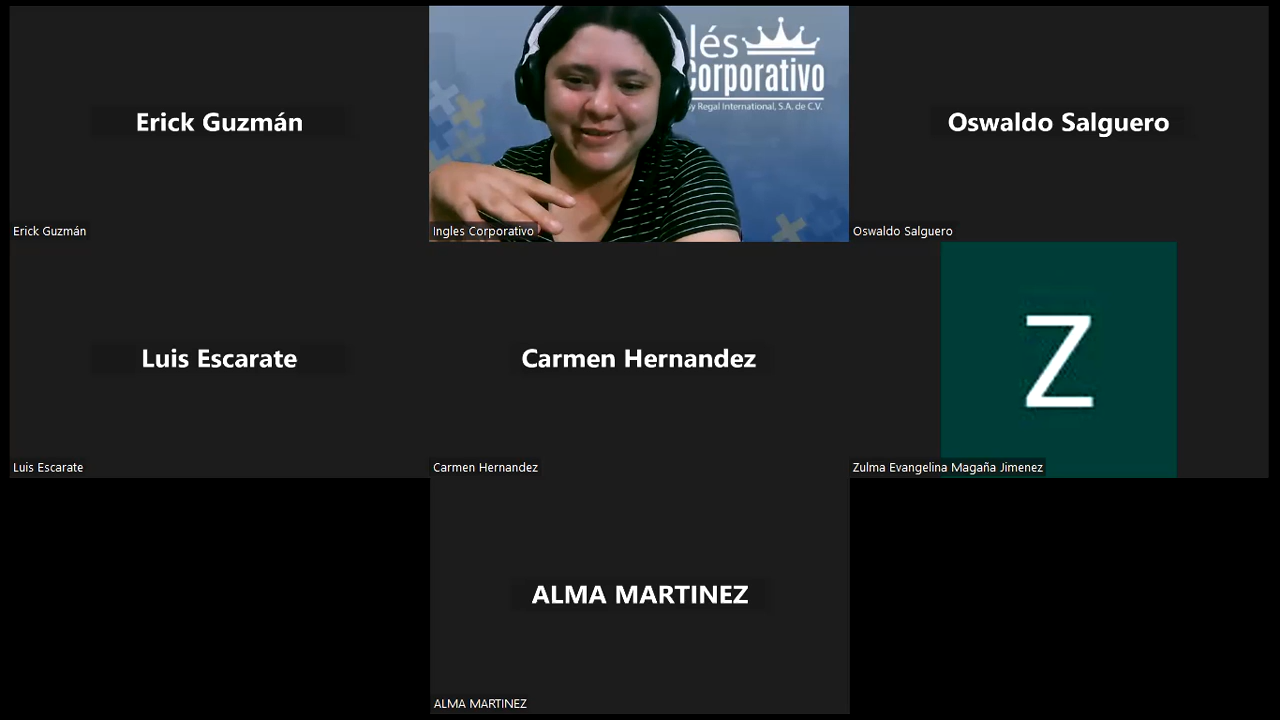 Erick Guzmán
lés
Corporativo
by Regal International, S.A. de C.V.
Oswaldo Salguero
Erick Guzmán
Ingles Corporativo
Oswaldo Salguero
Luis Escarate
Carmen Hernandez
Z
Luis Escarate
Carmen Hernandez
Zulma Evangelina Magaña Jimenez
ALMA MARTINEZ
ALMA MARTINEZ